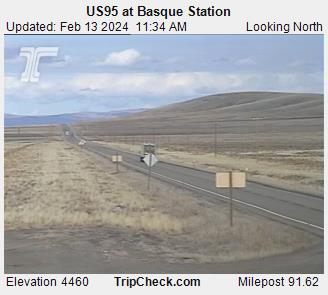 US95 at Basque Station
Updated: Feb 13 2024 11:34 AM Looking North
Elevation 4460 TripCheck.com Milepost 91.62